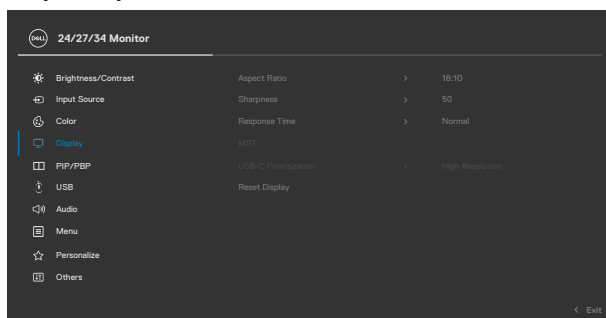 DELL 24/27/34 Monitor
Brightness/Contrast Aspect Ratio > 16:10
Input Source Sharpness > 50
Color Response Time > Normal
Display MST
PIP/PBP USB-C Prioritization > High Resolution
USB Reset Display
Audio
Menu
Personalize
Others
< Exit